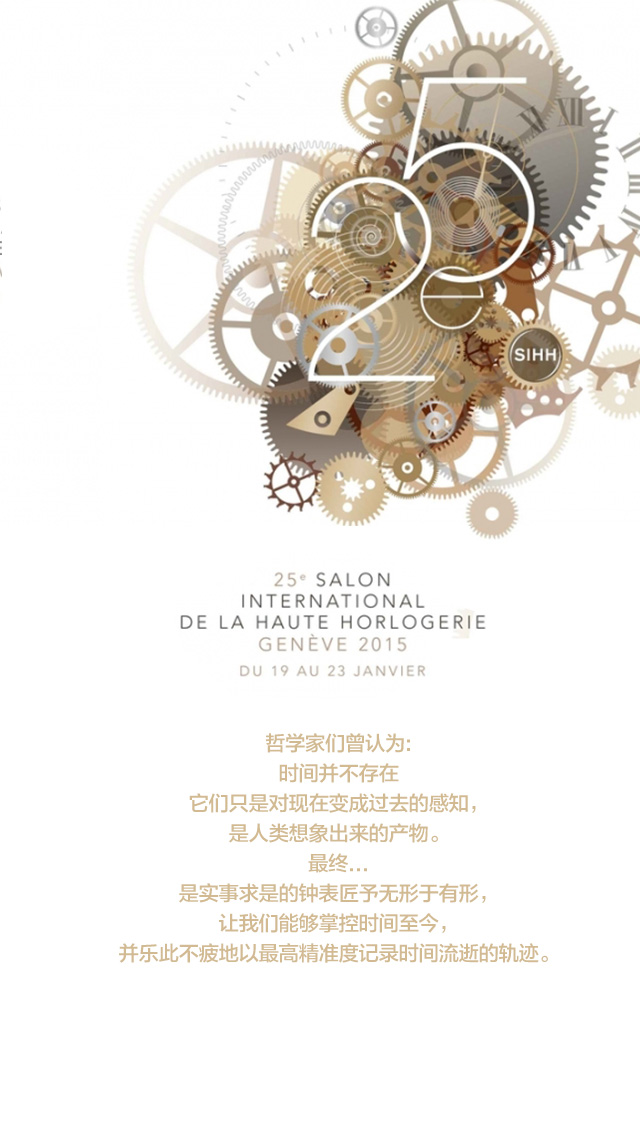 25e
XII
I
SIHH
25e SALON
INTERNATIONAL
DE LA HAUTE HORLOGERIE
GENÈVE 2015
DU 19 AU 23 JANVIER
哲学家们曾认为:
时间并不存在
它们只是对现在变成过去的感知，
是人类想象出来的产物。
最终...
是实事求是的钟表匠予无形于有形，
让我们能够掌控时间至今，
并乐此不疲地以最高精准度记录时间流逝的轨迹。